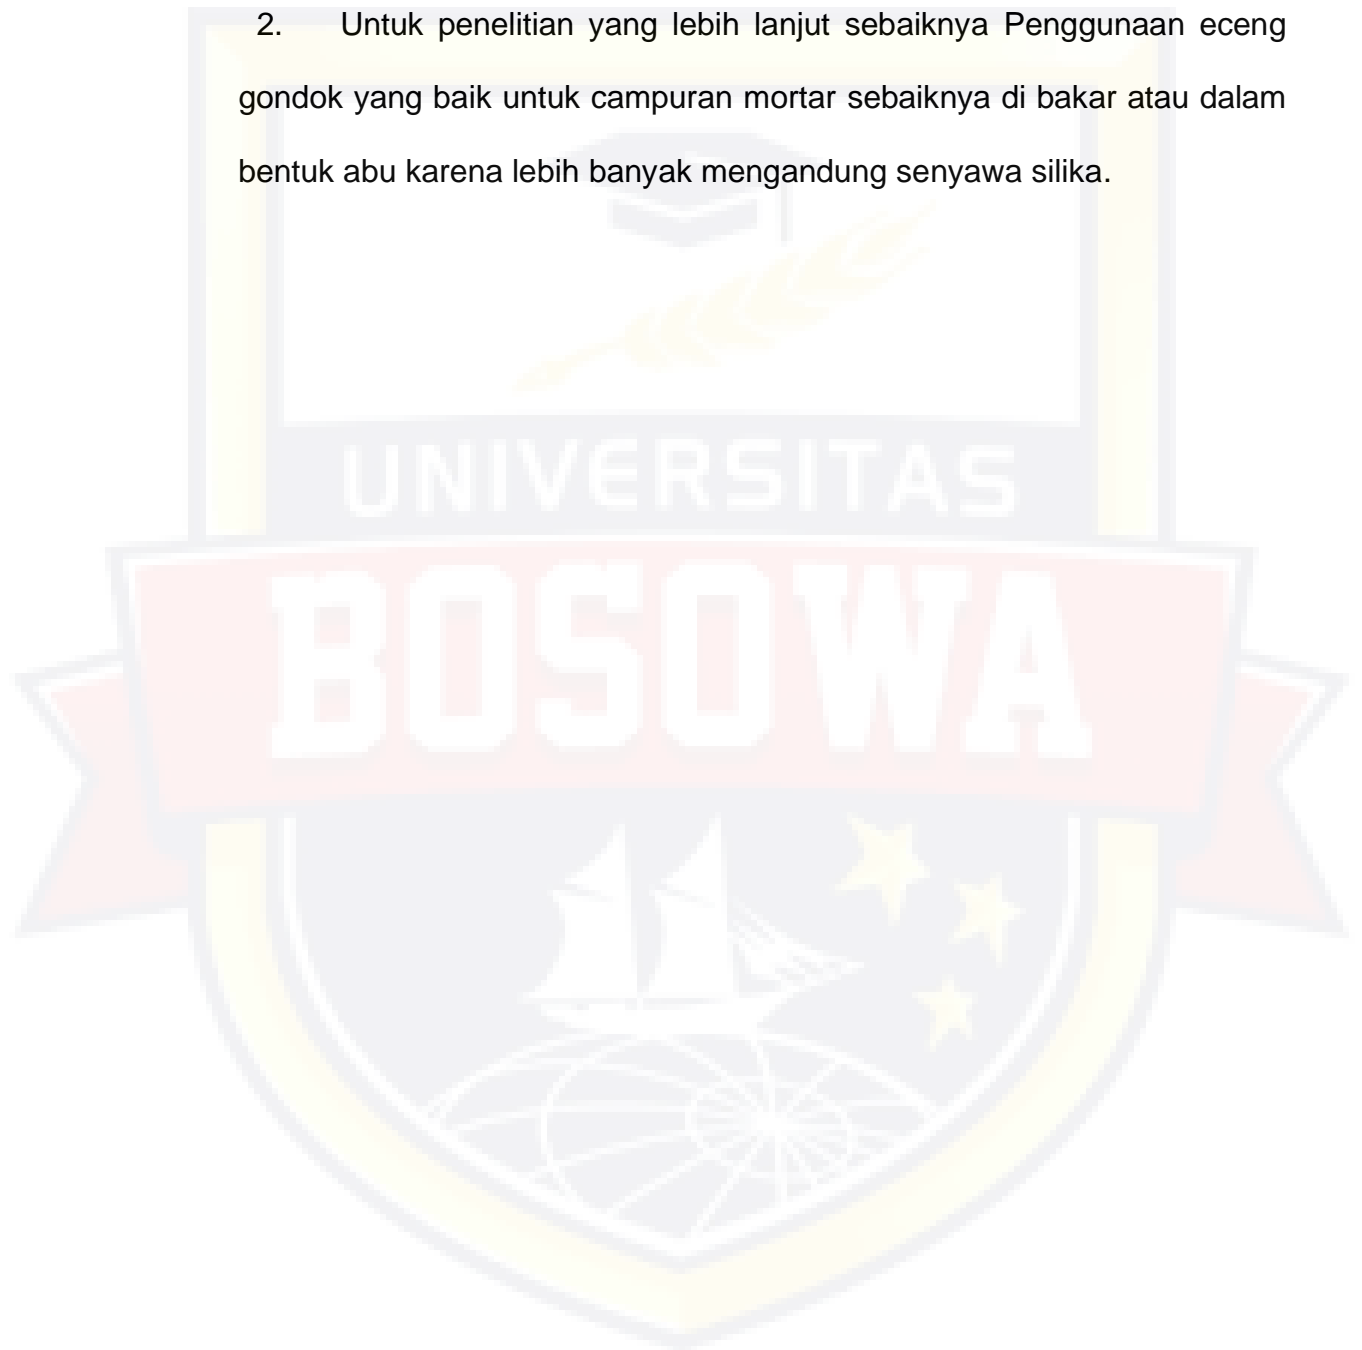 2. Untuk penelitian yang lebih lanjut sebaiknya Penggunaan eceng
gondok yang baik untuk campuran mortar sebaiknya di bakar atau dalam
bentuk abu karena lebih banyak mengandung senyawa silika.
UNIVERSITAS
BOSOWA